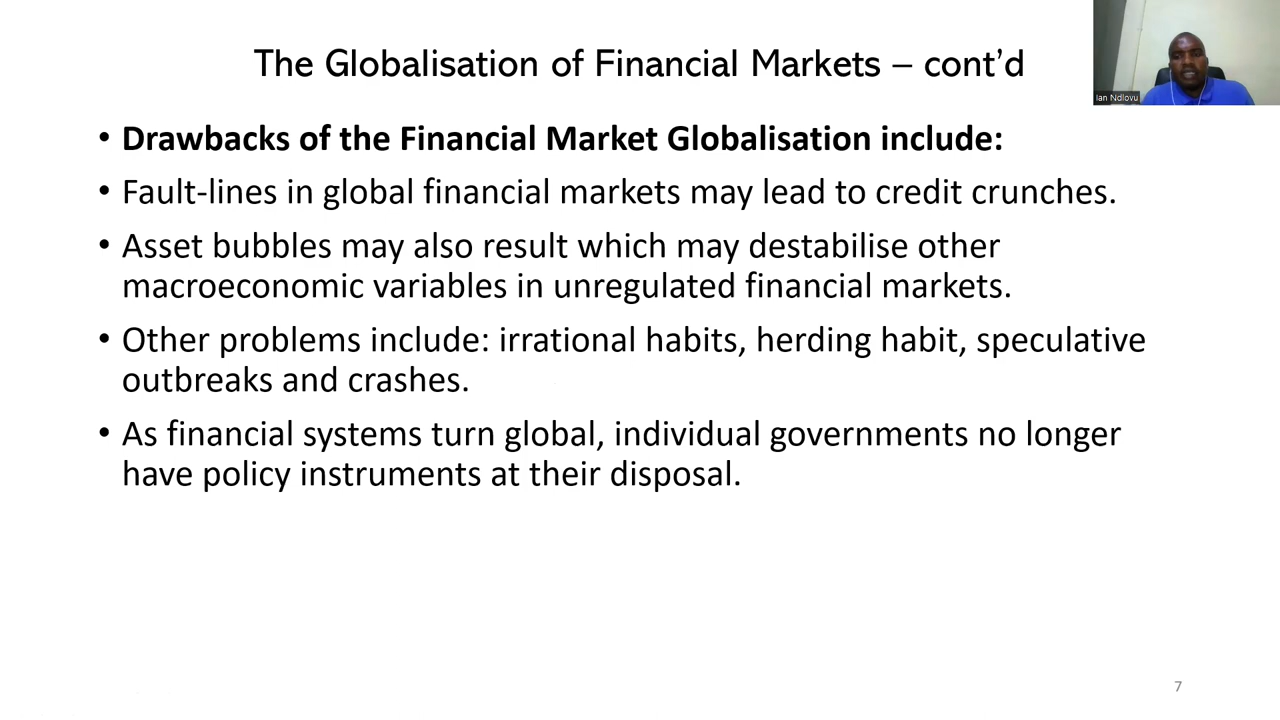 The Globalisation of Financial Markets – cont’d
Ian Ndlovu
• Drawbacks of the Financial Market Globalisation include:
• Fault-lines in global financial markets may lead to credit crunches.
• Asset bubbles may also result which may destabilise other
macroeconomic variables in unregulated financial markets.
• Other problems include: irrational habits, herding habit, speculative
outbreaks and crashes.
• As financial systems turn global, individual governments no longer
have policy instruments at their disposal.
7